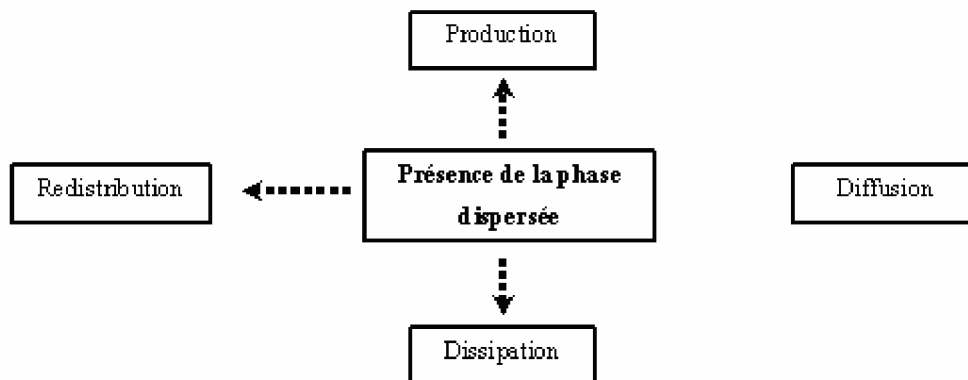 Production
Redistribution
Présence de la phase
dispersée
Diffusion
Dissipation